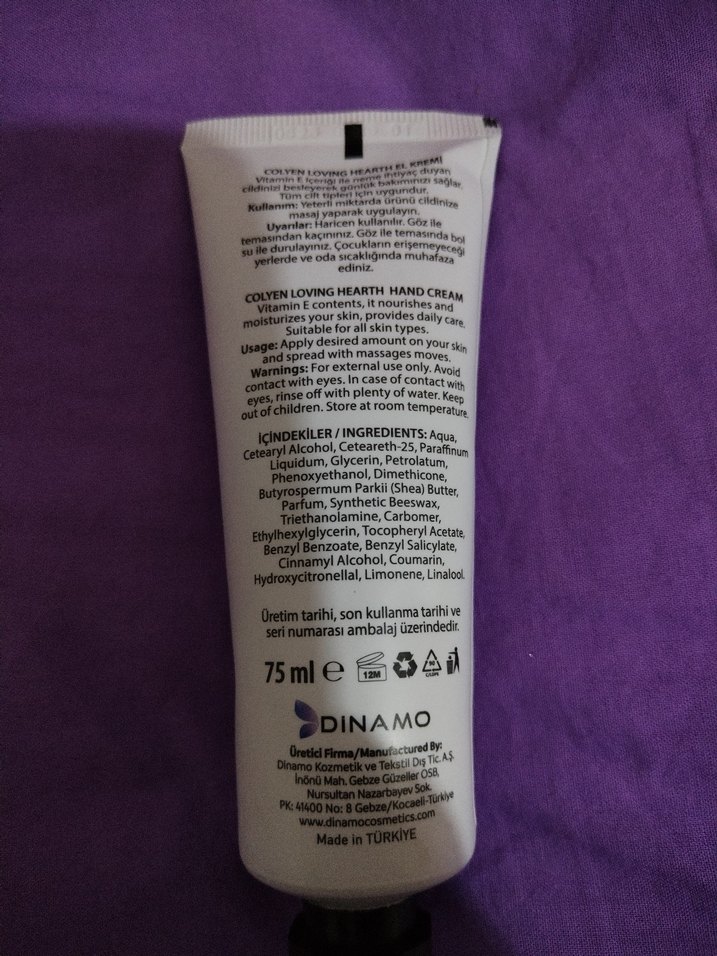 COLYEN LOVING HEARTH EL KREMİ
Vitamin E içeriği ile neme ihtiyaç duyan
cildinizi besleyerek günlük bakımınızı sağlar.
Tüm cilt tipleri için uygundur.
Kullanım: Yeterli miktarda ürünü cildinize
masaj yaparak uygulayın.
Uyarılar: Haricen kullanılır. Göz ile
temasından kaçınınız. Göz ile temasında bol
su ile durulayınız. Çocukların erişemeyeceği
yerlerde ve oda sıcaklığında muhafaza
ediniz.
COLYEN LOVING HEARTH HAND CREAM
Vitamin E contents, it nourishes and
moisturizes your skin, provides daily care.
Suitable for all skin types.
Usage: Apply desired amount on your skin
and spread with massages moves.
Warnings: For external use only. Avoid
contact with eyes. In case of contact with
eyes, rinse off with plenty of water. Keep
out of children. Store at room temperature.
İÇİNDEKİLER / INGREDIENTS: Aqua,
Cetearyl Alcohol, Ceteareth-25, Paraffinum
Liquidum, Glycerin, Petrolatum,
Phenoxyethanol, Dimethicone,
Butyrospermum Parkii (Shea) Butter,
Parfum, Synthetic Beeswax,
Triethanolamine, Carbomer,
Ethylhexylglycerin, Tocopheryl Acetate,
Benzyl Benzoate, Benzyl Salicylate,
Cinnamyl Alcohol, Coumarin,
Hydroxycitronellal, Limonene, Linalool.
Üretim tarihi, son kullanma tarihi ve
seri numarası ambalaj üzerindedir.
75 ml e 12M 90 C/LDPE
DINAMO
Üretici Firma/Manufactured By:
Dinamo Kozmetik ve Tekstil Dış Tic. A.Ş.
İnönü Mah. Gebze Güzeller OSB,
Nursultan Nazarbayev Sok.
PK: 41400 No: 8 Gebze/Kocaeli-Türkiye
www.dinamocosmetics.com
Made in TÜRKİYE